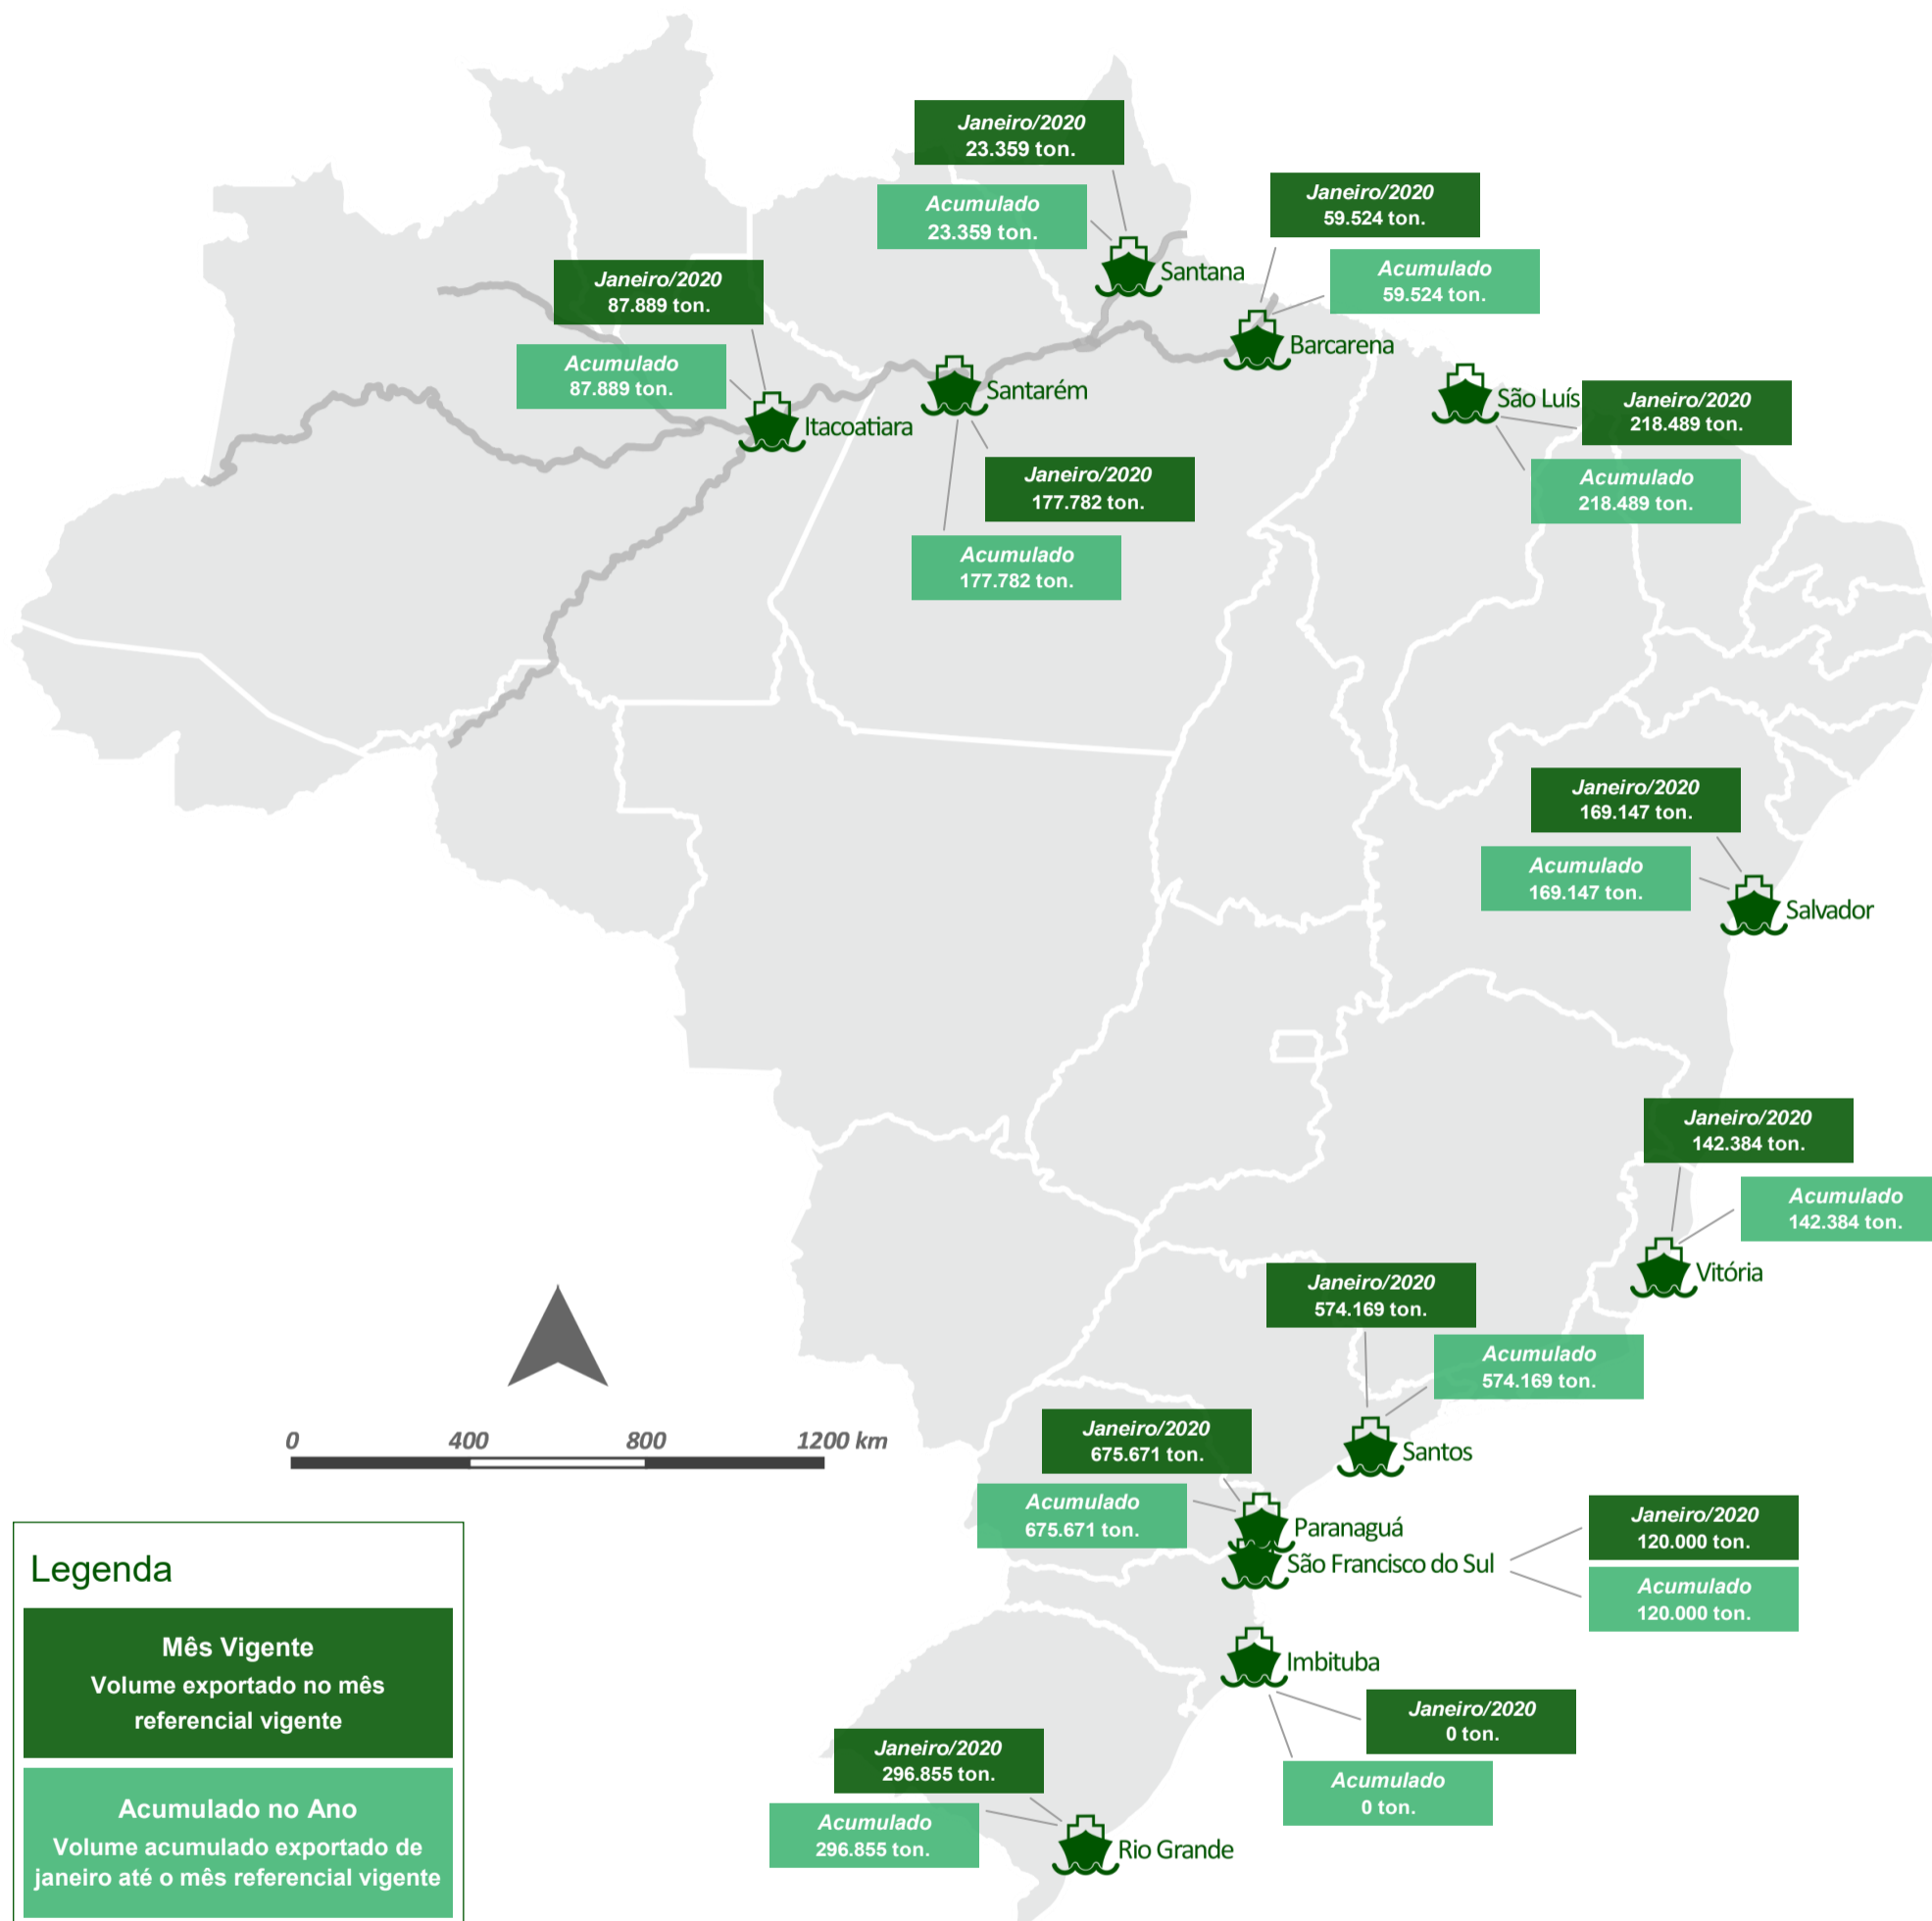 Janeiro/2020
23.359 ton.
Acumulado
23.359 ton.
Santana
Janeiro/2020
59.524 ton.
Acumulado
59.524 ton.
Barcarena
Janeiro/2020
87.889 ton.
Acumulado
87.889 ton.
Itacoatiara
Santarém
Janeiro/2020
177.782 ton.
Acumulado
177.782 ton.
São Luís
Janeiro/2020
218.489 ton.
Acumulado
218.489 ton.
Janeiro/2020
169.147 ton.
Acumulado
169.147 ton.
Salvador
Janeiro/2020
142.384 ton.
Acumulado
142.384 ton.
Vitória
Janeiro/2020
574.169 ton.
Acumulado
574.169 ton.
Santos
Janeiro/2020
675.671 ton.
Acumulado
675.671 ton.
Paranaguá
São Francisco do Sul
Janeiro/2020
120.000 ton.
Acumulado
120.000 ton.
Imbituba
Janeiro/2020
0 ton.
Acumulado
0 ton.
Janeiro/2020
296.855 ton.
Acumulado
296.855 ton.
Rio Grande
0 400 800 1200 km
Legenda
Mês Vigente
Volume exportado no mês
referencial vigente
Acumulado no Ano
Volume acumulado exportado de
janeiro até o mês referencial vigente